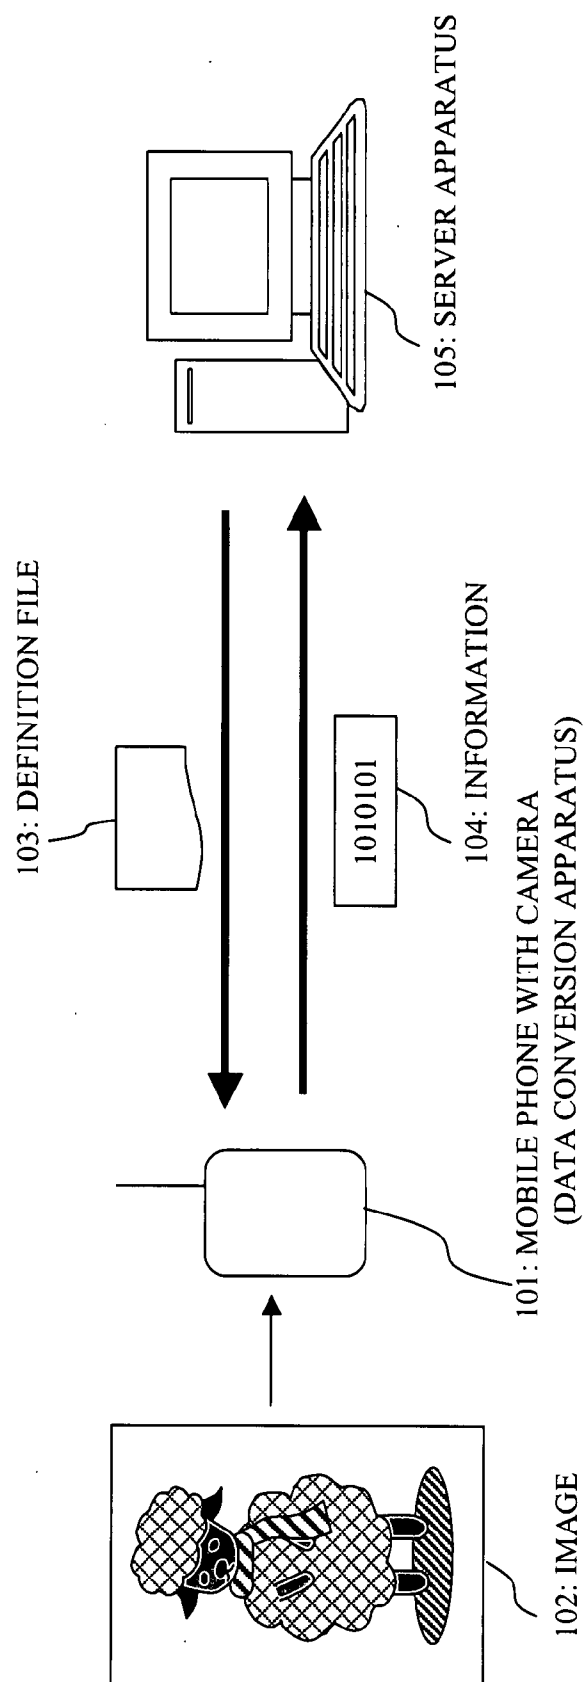 103: DEFINITION FILE
105: SERVER APPARATUS
1010101
104: INFORMATION
101: MOBILE PHONE WITH CAMERA
(DATA CONVERSION APPARATUS)
102: IMAGE